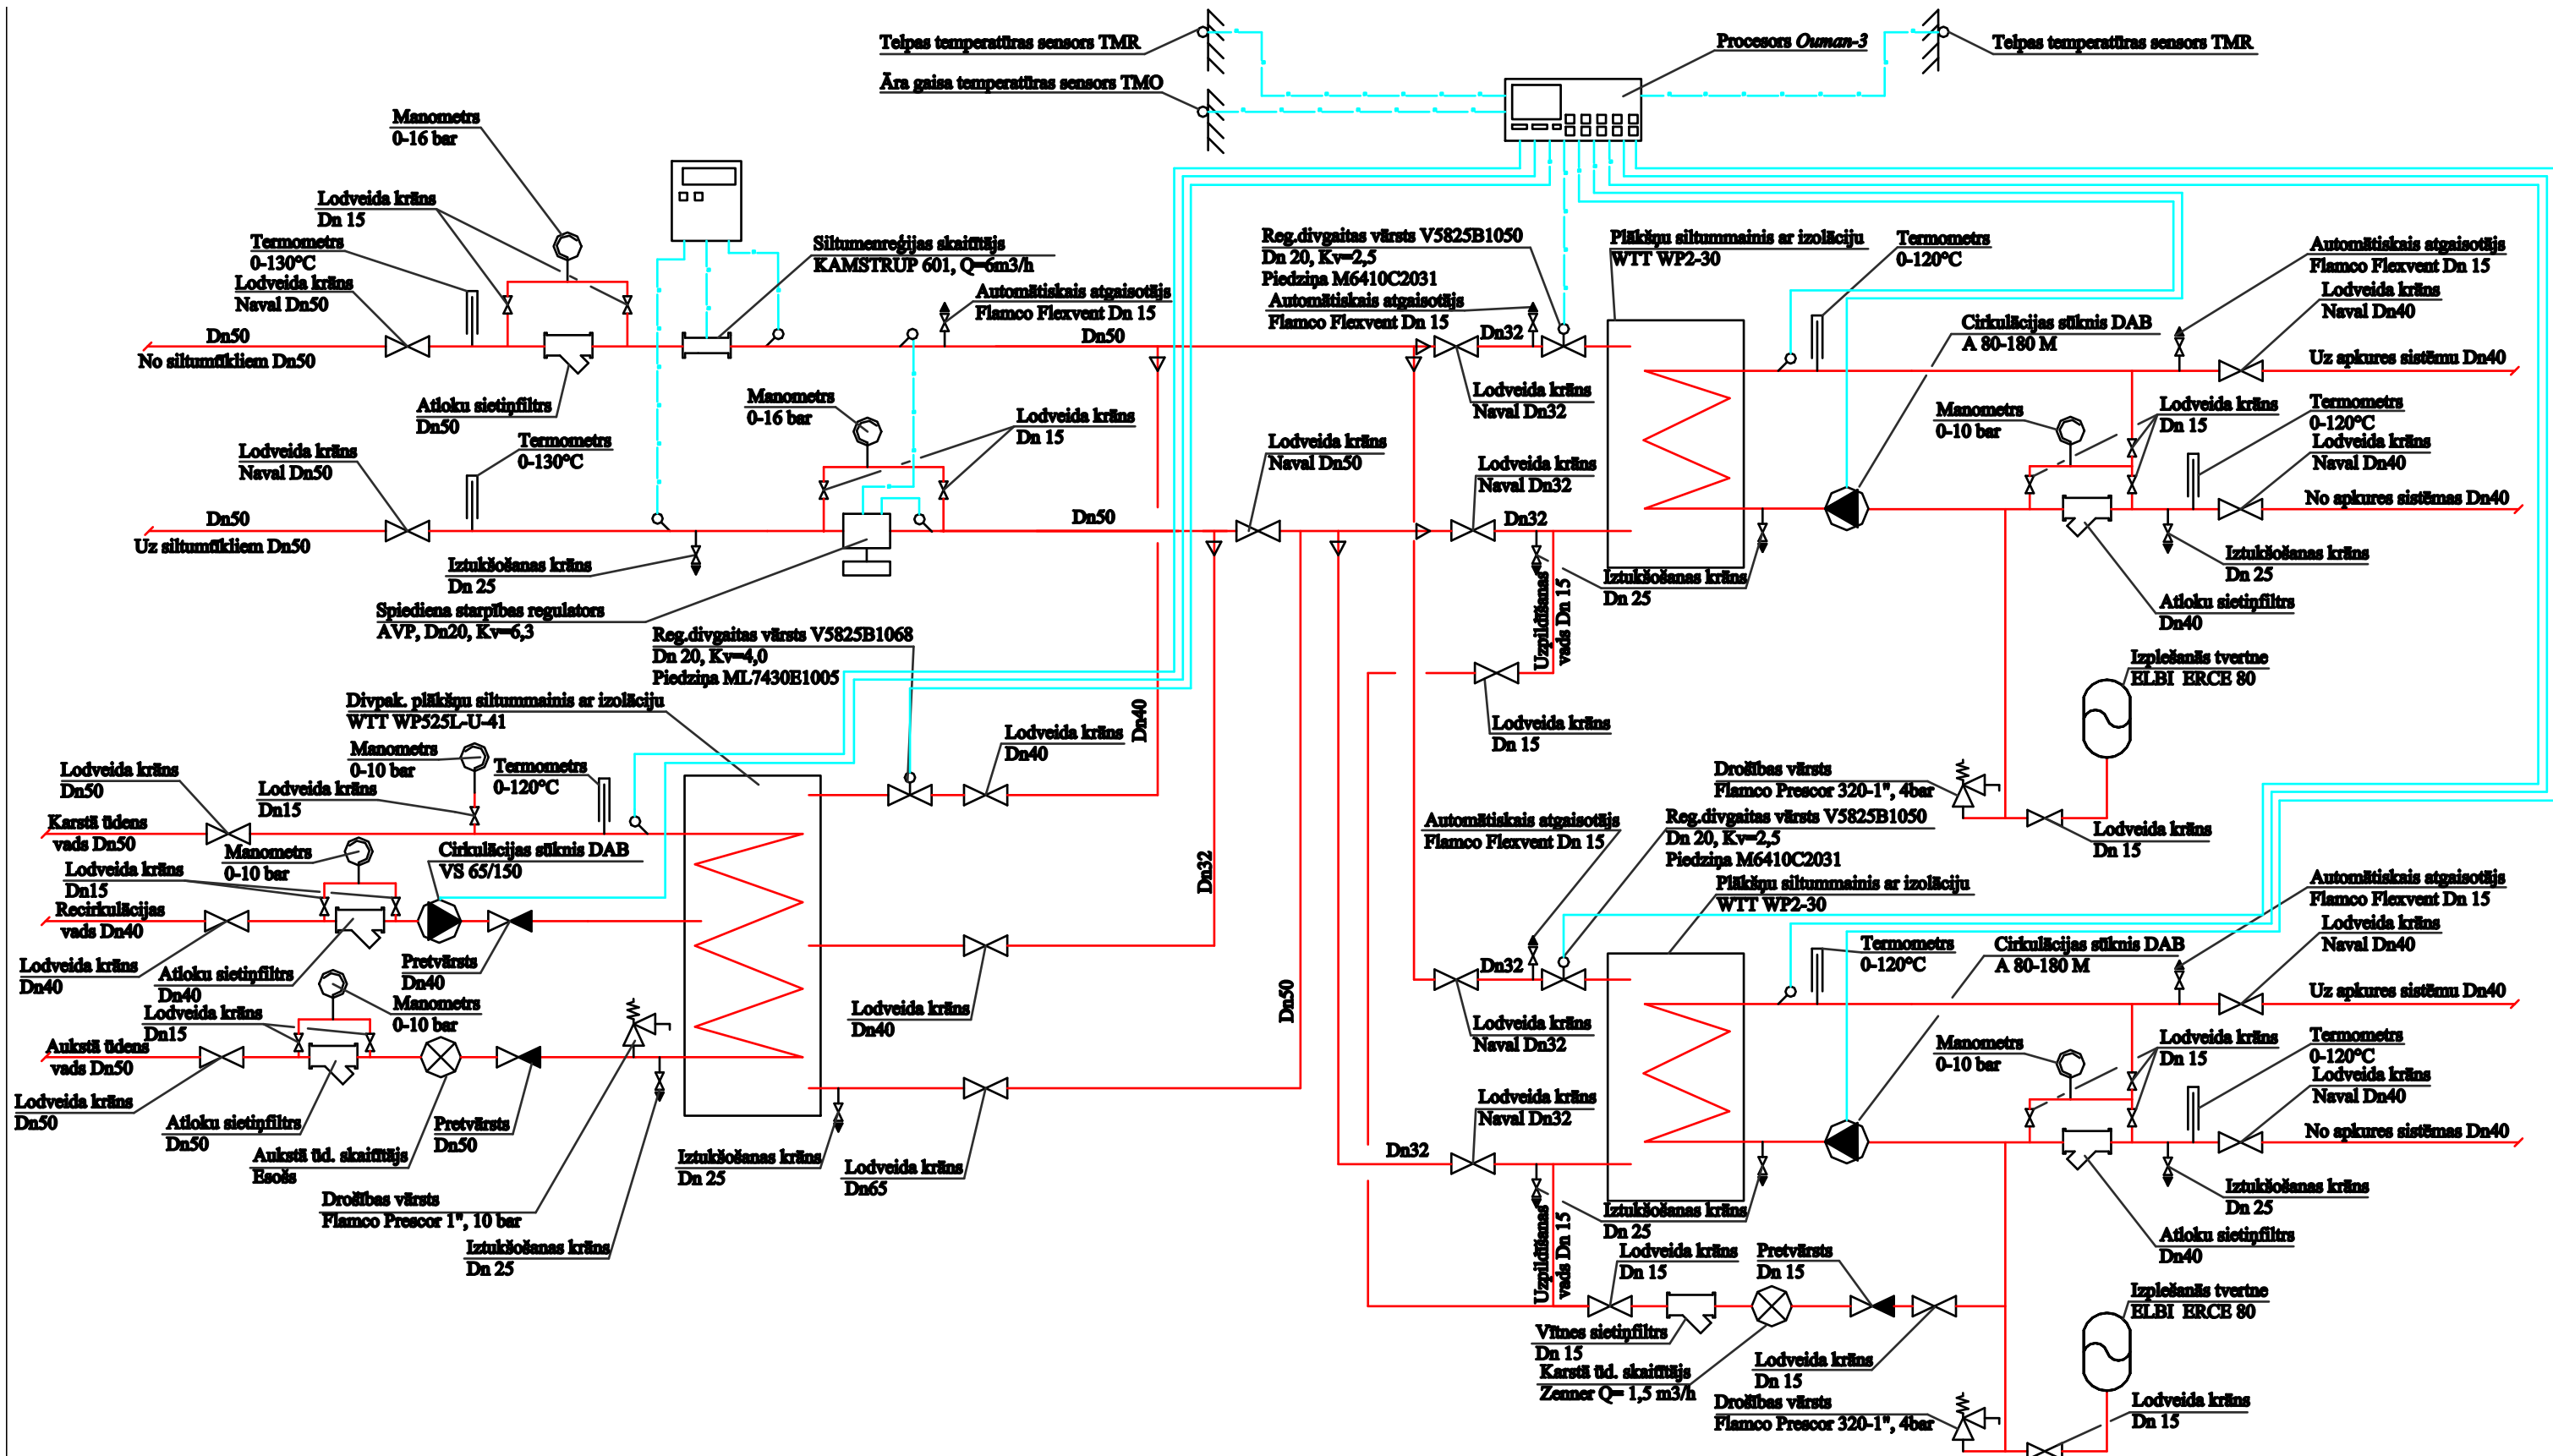 Telpas temperatūras sensors TMR
Procesors Ouman-3
Telpas temperatūras sensors TMR
Āra gaisa temperatūras sensors TMO
Manometrs
0-16 bar
Lodveida krāns
Dn 15
Termometrs
0-130°C
Lodveida krāns
Naval Dn50
Siltumenreģijas skaitītājs
KAMSTRUP 601, Q=6m3/h
Automātiskais atgaisotājs
Flamco Flexvent Dn 15
Dn50
No siltumūkliem Dn50
Dn50
Atloku sietiņfiltrs
Dn50
Manometrs
0-16 bar
Lodveida krāns
Dn 15
Lodveida krāns
Naval Dn50
Termometrs
0-130°C
Dn50
Uz siltumūkliem Dn50
Dn50
Iztukšošanas krāns
Dn 25
Spiediena starpības regulators
AVP, Dn20, Kv=6,3
Reg.divgaitas vārsts V5825B1050
Dn 20, Kv=2,5
Piedziņa M6410C2031
Automātiskais atgaisotājs
Flamco Flexvent Dn 15
Dn32
Plākšņu siltummainis ar izolāciju
WTT WP2-30
Termometrs
0-120°C
Automātiskais atgaisotājs
Flamco Flexvent Dn 15
Lodveida krāns
Naval Dn40
Cirkulācijas sūknis DAB
A 80-180 M
Uz apkures sistēmu Dn40
Lodveida krāns
Naval Dn32
Manometrs
0-10 bar
Lodveida krāns
Dn 15
Termometrs
0-120°C
Lodveida krāns
Naval Dn40
Lodveida krāns
Naval Dn50
Lodveida krāns
Naval Dn32
Dn32
No apkures sistēmas Dn40
Iztukšošanas krāns
Dn 25
Uzpildīšanas
vads Dn 15
Iztukšošanas krāns
Dn 25
Atloku sietiņfiltrs
Dn40
Lodveida krāns
Dn 15
Izplešanās tvertne
ELBI ERCE 80
Drošības vārsts
Flamco Prescor 320-1", 4bar
Lodveida krāns
Dn 15
Reg.divgaitas vārsts V5825B1068
Dn 20, Kv=4,0
Piedziņa ML7430E1005
Divpak. plākšņu siltummainis ar izolāciju
WTT WP525L-U-41
Manometrs
0-10 bar
Termometrs
0-120°C
Lodveida krāns
Dn40
Dn40
Lodveida krāns
Dn50
Lodveida krāns
Dn15
Karstā ūdens
vads Dn50
Manometrs
0-10 bar
Cirkulācijas sūknis DAB
VS 65/150
Lodveida krāns
Dn15
Recirkulācijas
vads Dn40
Dn32
Lodveida krāns
Dn40
Atloku sietiņfiltrs
Dn40
Pretvārsts
Dn40
Manometrs
0-10 bar
Lodveida krāns
Dn15
Lodveida krāns
Dn40
Dn50
Aukstā ūdens
vads Dn50
Lodveida krāns
Dn50
Atloku sietiņfiltrs
Dn50
Pretvārsts
Dn50
Aukstā ūd. skaitītājs
Esošs
Drošības vārsts
Flamco Prescor 1", 10 bar
Iztukšošanas krāns
Dn 25
Iztukšošanas krāns
Dn 25
Lodveida krāns
Dn65
Automātiskais atgaisotājs
Flamco Flexvent Dn 15
Reg.divgaitas vārsts V5825B1050
Dn 20, Kv=2,5
Piedziņa M6410C2031
Plākšņu siltummainis ar izolāciju
WTT WP2-30
Automātiskais atgaisotājs
Flamco Flexvent Dn 15
Lodveida krāns
Naval Dn40
Dn32
Termometrs
0-120°C
Cirkulācijas sūknis DAB
A 80-180 M
Uz apkures sistēmu Dn40
Lodveida krāns
Naval Dn32
Manometrs
0-10 bar
Lodveida krāns
Dn 15
Termometrs
0-120°C
Lodveida krāns
Naval Dn40
Lodveida krāns
Naval Dn32
Dn32
No apkures sistēmas Dn40
Iztukšošanas krāns
Dn 25
Uzpildīšanas
vads Dn 15
Iztukšošanas krāns
Dn 25
Atloku sietiņfiltrs
Dn40
Lodveida krāns
Dn 15
Pretvārsts
Dn 15
Izplešanās tvertne
ELBI ERCE 80
Vītnes sietiņfiltrs
Dn 15
Karstā ūd. skaitītājs
Zenner Q= 1,5 m3/h
Lodveida krāns
Dn 15
Drošības vārsts
Flamco Prescor 320-1", 4bar
Lodveida krāns
Dn 15